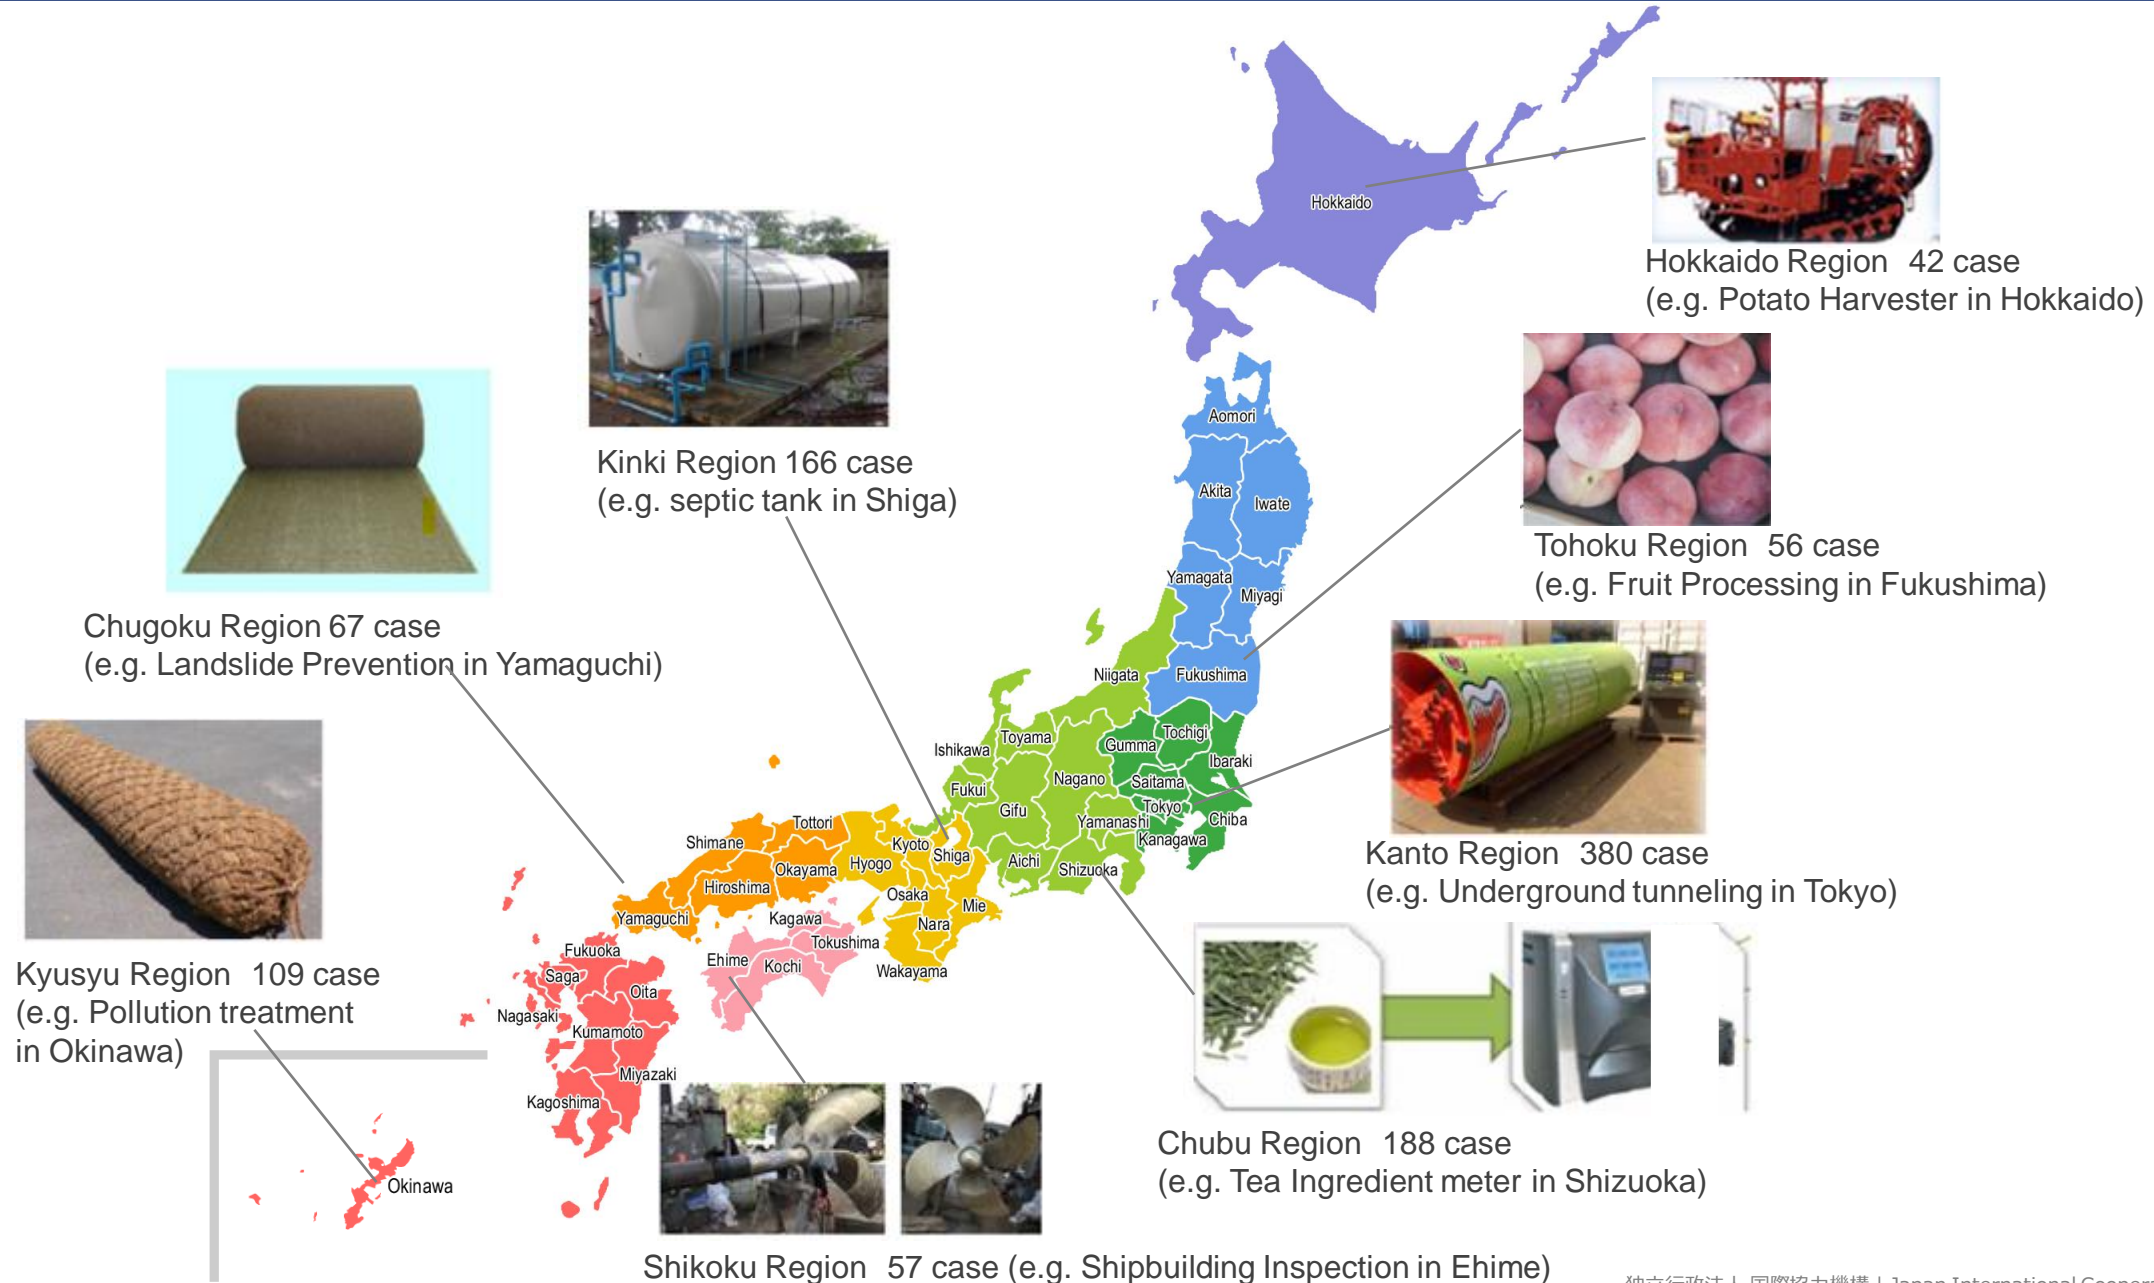 Hokkaido
Hokkaido Region 42 case
(e.g. Potato Harvester in Hokkaido)
Kinki Region 166 case
(e.g. septic tank in Shiga)
Aomori
Akita
Iwate
Yamagata
Miyagi
Fukushima
Tohoku Region 56 case
(e.g. Fruit Processing in Fukushima)
Chugoku Region 67 case
(e.g. Landslide Prevention in Yamaguchi)
Niigata
Toyama
Ishikawa
Fukui
Gifu
Nagano
Yamanashi
Aichi
Shizuoka
Gumma
Tochigi
Ibaraki
Saitama
Tokyo
Chiba
Kanagawa
Kanto Region 380 case
(e.g. Underground tunneling in Tokyo)
Tottori
Shimane
Okayama
Hiroshima
Yamaguchi
Kyoto
Shiga
Hyogo
Osaka
Mie
Nara
Wakayama
Kagawa
Tokushima
Ehime
Kochi
Kyusyu Region 109 case
(e.g. Pollution treatment
in Okinawa)
Fukuoka
Saga
Oita
Nagasaki
Kumamoto
Miyazaki
Kagoshima
Okinawa
Chubu Region 188 case
(e.g. Tea Ingredient meter in Shizuoka)
Shikoku Region 57 case (e.g. Shipbuilding Inspection in Ehime)